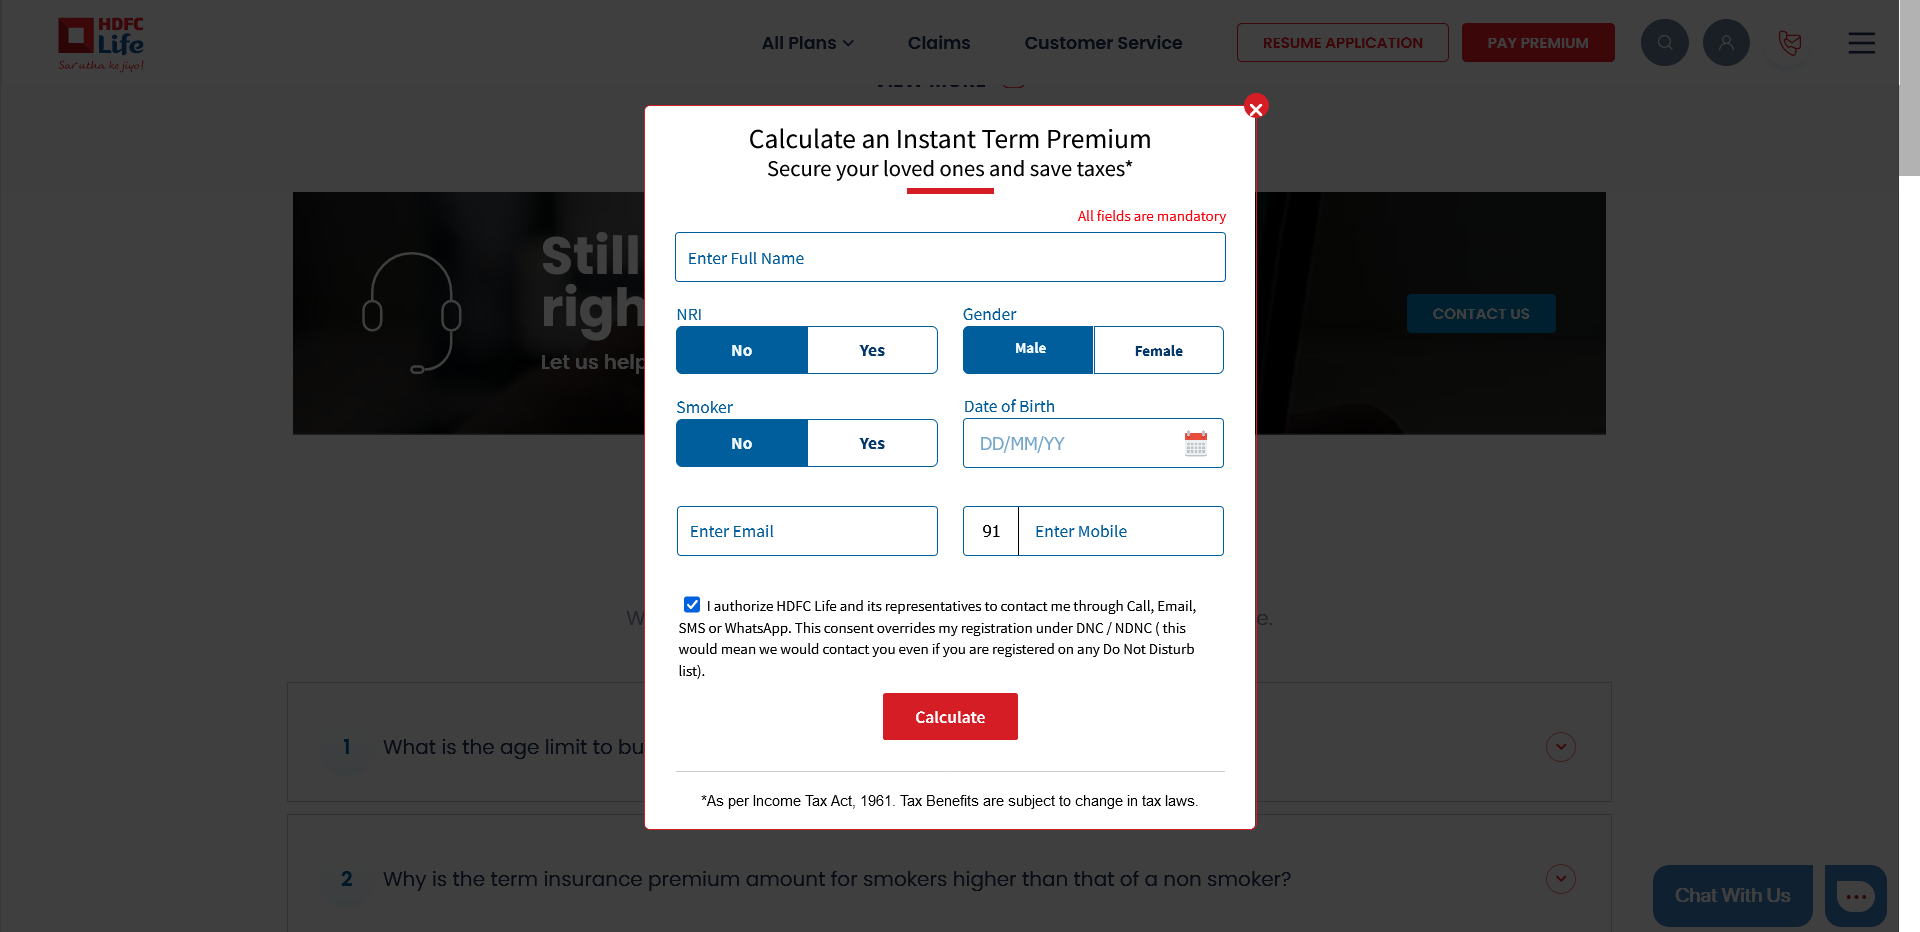 HDFC
Life
Sar utha ke jiyo!
All Plans
Claims
Customer Service
RESUME APPLICATION
PAY PREMIUM
VIEW MORE
Calculate an Instant Term Premium
Secure your loved ones and save taxes*
All fields are mandatory
Enter Full Name
Still
righ
Let us help
CONTACT US
NRI
No
Yes
Gender
Male
Female
Smoker
No
Yes
Date of Birth
DD/MM/YY
Enter Email
91
Enter Mobile
I authorize HDFC Life and its representatives to contact me through Call, Email,
SMS or WhatsApp. This consent overrides my registration under DNC / NDNC ( this
would mean we would contact you even if you are registered on any Do Not Disturb
list).
Calculate
*As per Income Tax Act, 1961. Tax Benefits are subject to change in tax laws.
1
What is the age limit to bu
2
Why is the term insurance premium amount for smokers higher than that of a non smoker?
Chat With Us